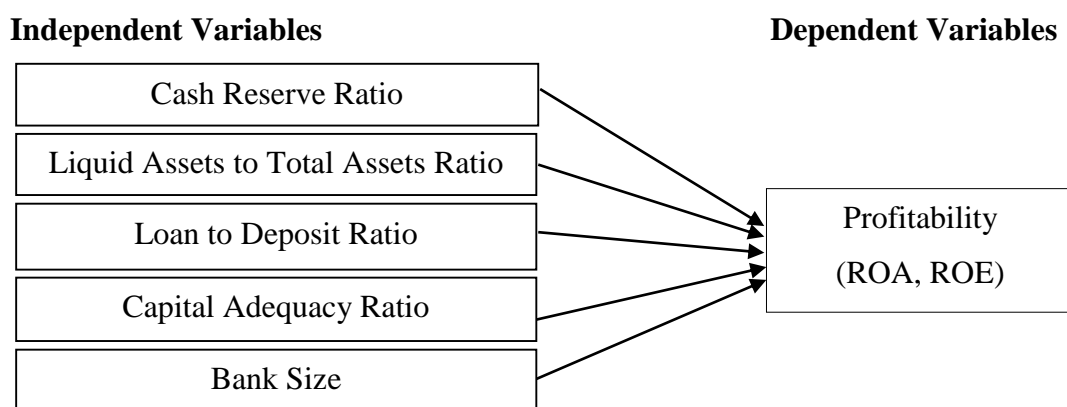 Independent Variables
Dependent Variables
Cash Reserve Ratio
Liquid Assets to Total Assets Ratio
Loan to Deposit Ratio
Capital Adequacy Ratio
Bank Size
Profitability
(ROA, ROE)